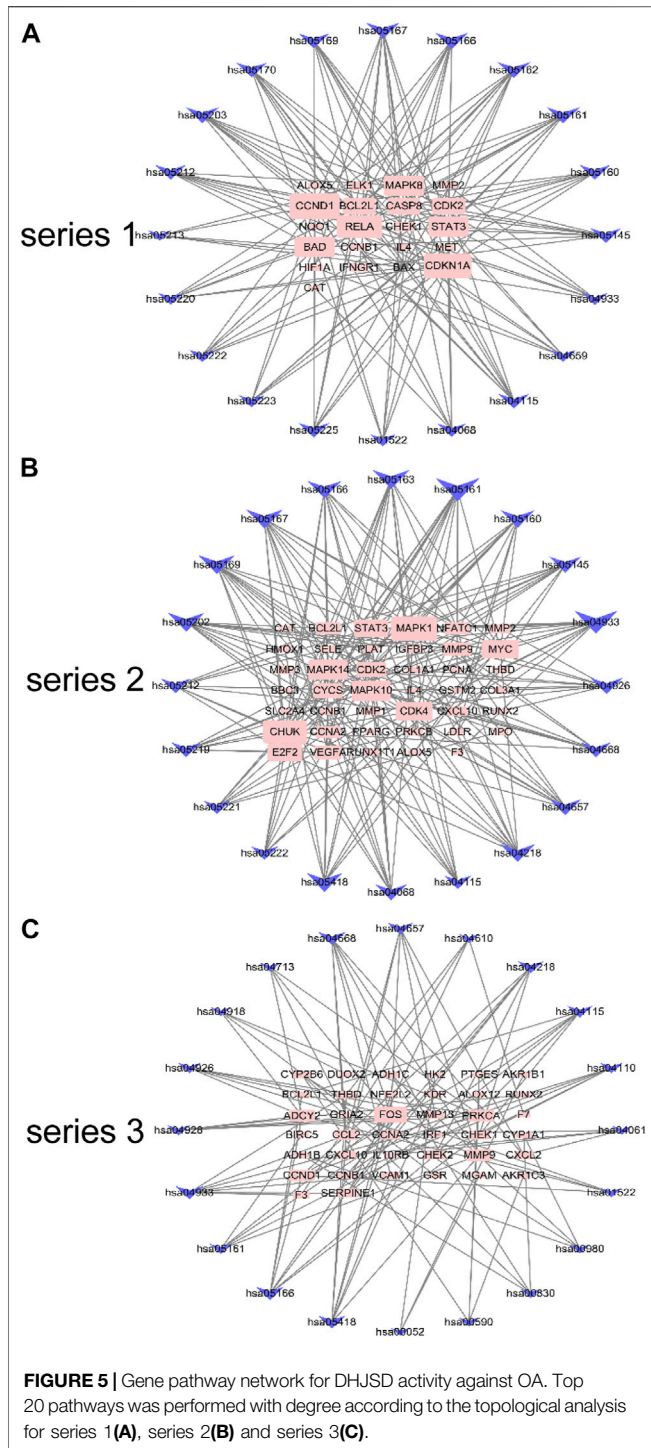 A
hsa05167
hsa05169 hsa05166
hsa05170 hsa05162
hsa05203 hsa05161
hsa05212 hsa05160
ALOX5 ELK1 MAPK8 MMP2
CCND1 BCL2L1 CASP8 CDK2
series 1
hsa05213 NQO1 RELA CHEK1 STAT3 hsa05145
BAD CCNB1 IL4 MET
HIF1A IFNGR1 BAX CDKN1A
CAT
hsa05220 hsa04933
hsa05222 hsa04659
hsa05223 hsa04115
hsa05225 hsa01522 hsa04068
B
hsa05163
hsa05166 hsa05161
hsa05167 hsa05160
hsa05169 hsa05145
hsa05202 hsa04933
CAT BCL2L1 STAT3 MAPK1 NFATC1 MMP2
HMOX1 SELE PLAT IGFBP3 MMP9 MYC
series 2
hsa05212 MMP3 MAPK14 CDK2 COL1A1 PCNA THBD hsa04926
BBC3 CYCS MAPK10 IL4 GSTM2 COL3A1
SLC2A4 CCNB1 MMP1 CDK4 CXCL10 RUNX2
CHUK CCNA2 PPARG PRKCB LDLR MPO
E2F2 VEGFA RUNX1T1 ALOX5 F3
hsa05219 hsa04668
hsa05221 hsa04657
hsa05222 hsa04218
hsa05418 hsa04068 hsa04115
C
hsa04657
hsa04668 hsa04610
hsa04713 hsa04218
hsa04918 hsa04115
hsa04926 hsa04110
CYP2B6 DUOX2 ADH1C HK2 PTGES AKR1B1
BCL2L1 THBD NFE2L2 KDR ALOX12 RUNX2
ADCY2 GRIA2 FOS MMP13 PRKCA F7
series 3
hsa04928 BIRC5 CCL2 CCNA2 IRF1 CHEK1 CYP1A1 hsa04061
ADH1B CXCL10 IL10RB CHEK2 MMP9 CXCL2
CCND1 CCNB1 VCAM1 GSR MGAM AKR1C3
F3 SERPINE1
hsa04933 hsa01522
hsa05161 hsa00980
hsa05166 hsa00830
hsa05418 hsa00052 hsa00590
FIGURE 5 | Gene pathway network for DHJSD activity against OA. Top
20 pathways was performed with degree according to the topological analysis
for series 1(A), series 2(B) and series 3(C).